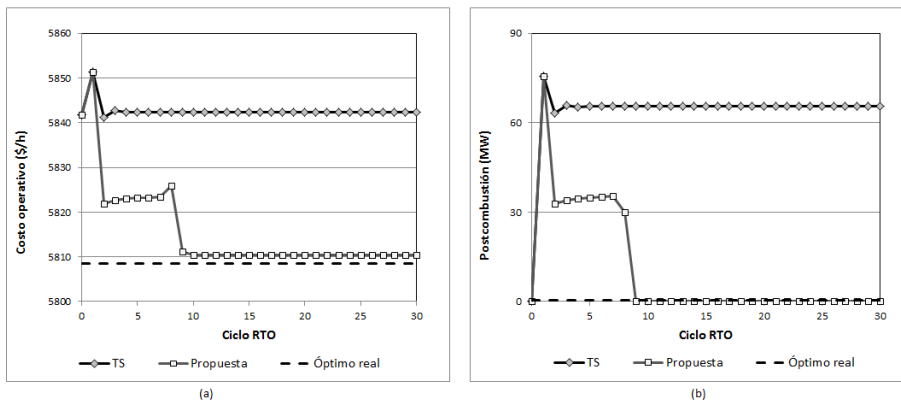 5860
5850
5840
5830
5820
5810
5800
Costo operativo ($/h)
0 5 10 15 20 25 30
Ciclo RTO
TS Propuesta Óptimo real
(a)
90
60
30
0
Postcombustión (MW)
0 5 10 15 20 25 30
Ciclo RTO
TS Propuesta Óptimo real
(b)